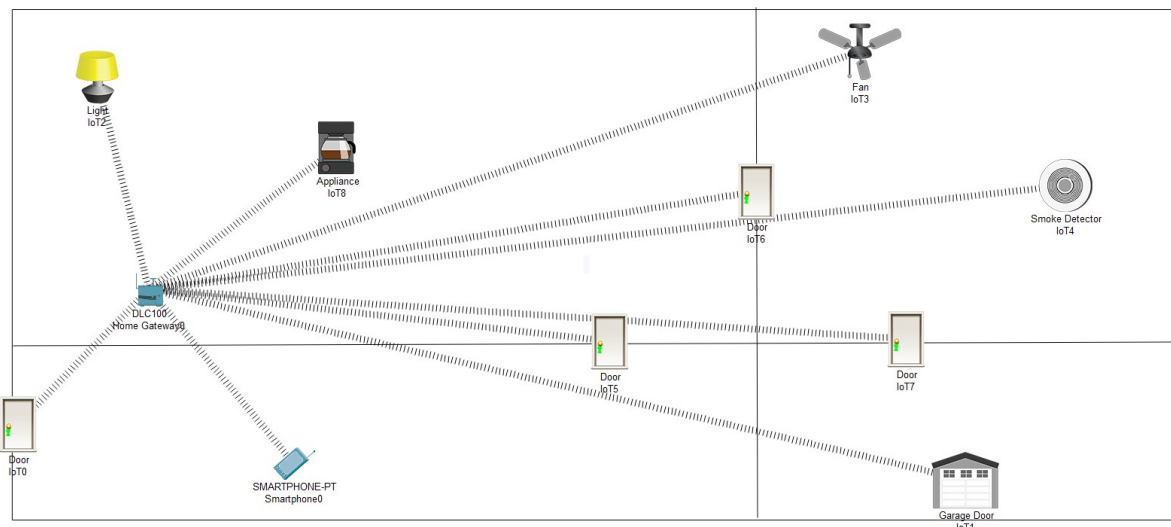 Fan
IoT3
Light
IoT2
Appliance
IoT8
Smoke Detector
IoT4
Door
IoT6
DLC100
Home Gateway0
Door
IoT5
Door
IoT7
Door
IoT0
SMARTPHONE-PT
Smartphone0
Garage Door
IoT1